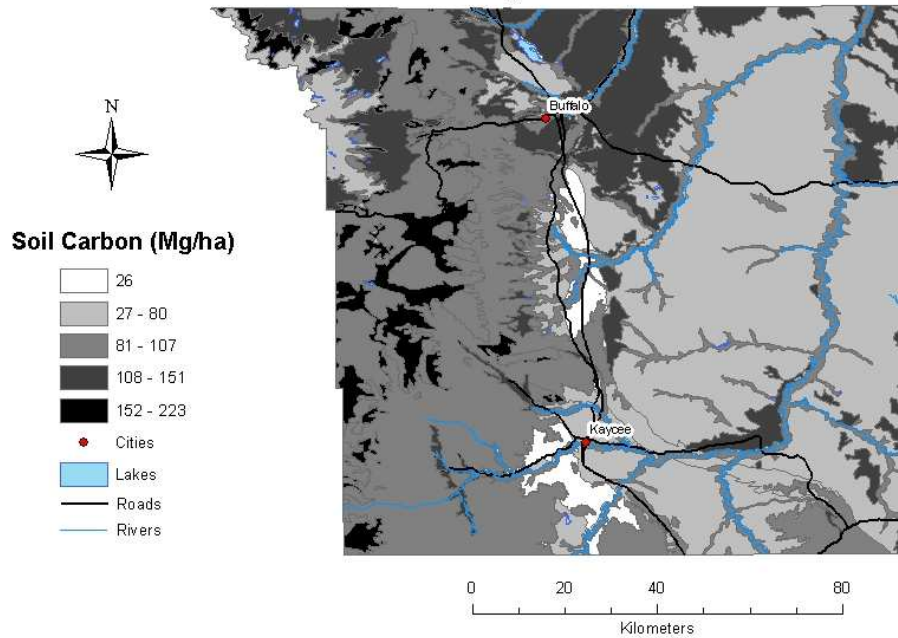 Buffalo
N
Soil Carbon (Mg/ha)
26
27 - 80
81 - 107
108 - 151
152 - 223
Cities
Lakes
Roads
Rivers
Kaycee
0 20 40 80
Kilometers